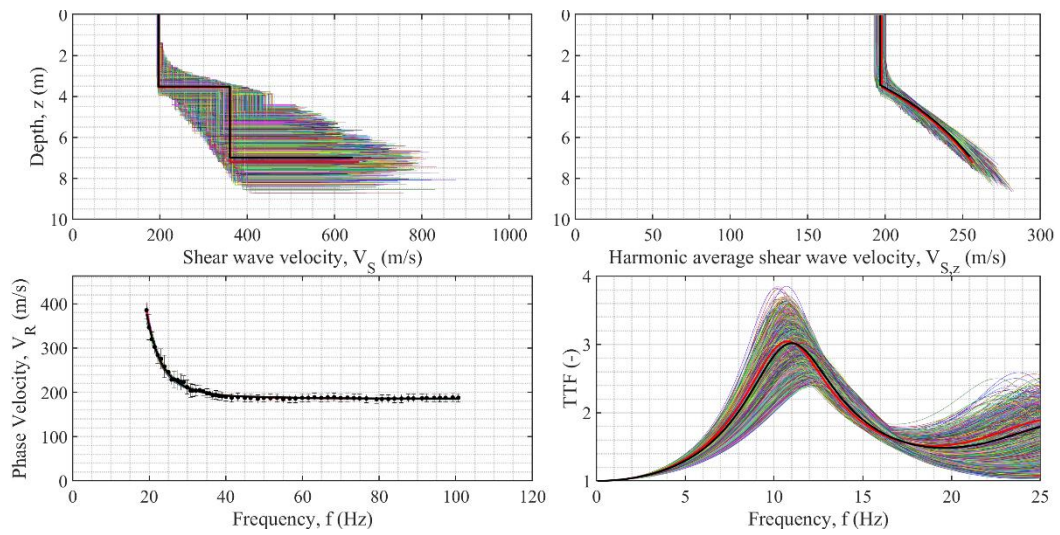 0
2
4
6
8
10
Depth, z (m)
0 200 400 600 800 1000
Shear wave velocity, V_S (m/s)
0
2
4
6
8
10
0 50 100 150 200 250 300
Harmonic average shear wave velocity, V_S,z (m/s)
400
300
200
100
0
Phase Velocity, V_R (m/s)
0 20 40 60 80 100 120
Frequency, f (Hz)
4
3
2
1
TTF (-)
0 5 10 15 20 25
Frequency, f (Hz)